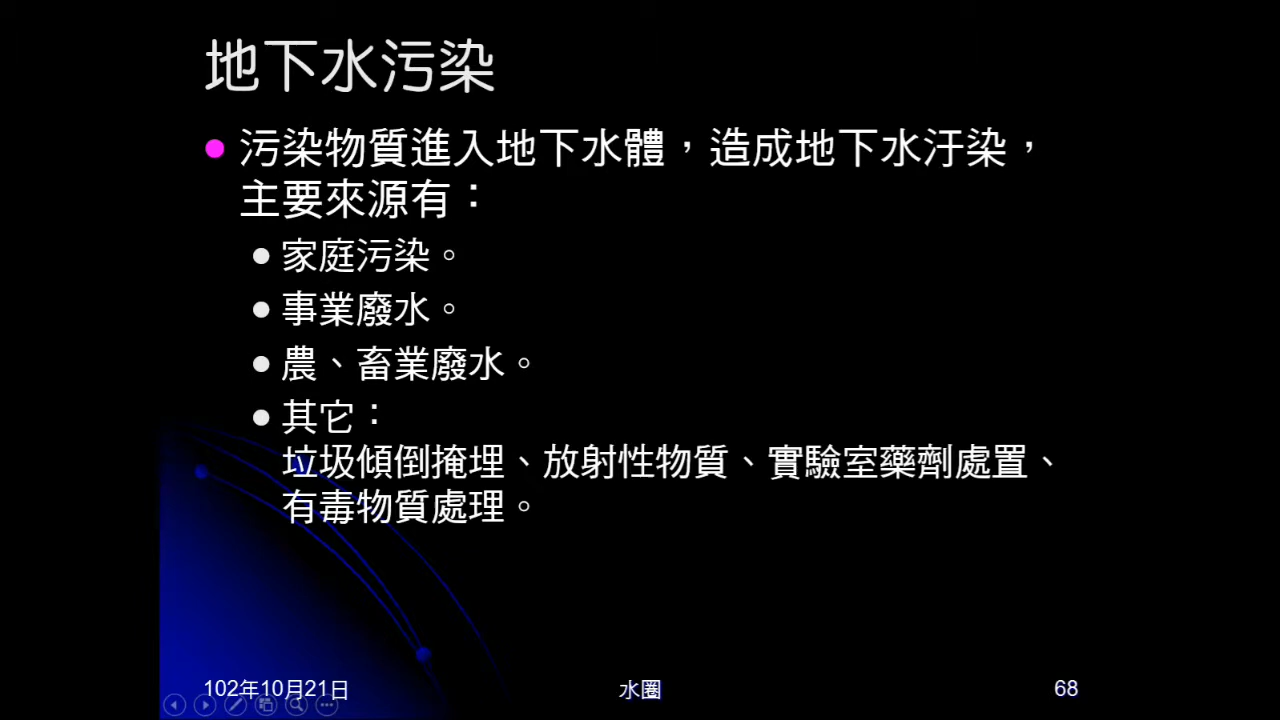 地下水污染
污染物質進入地下水體，造成地下水汙染，
主要來源有：
家庭污染。
事業廢水。
農、畜業廢水。
其它：
垃圾傾倒掩埋、放射性物質、實驗室藥劑處置、
有毒物質處理。
102年10月21日
水圈
68